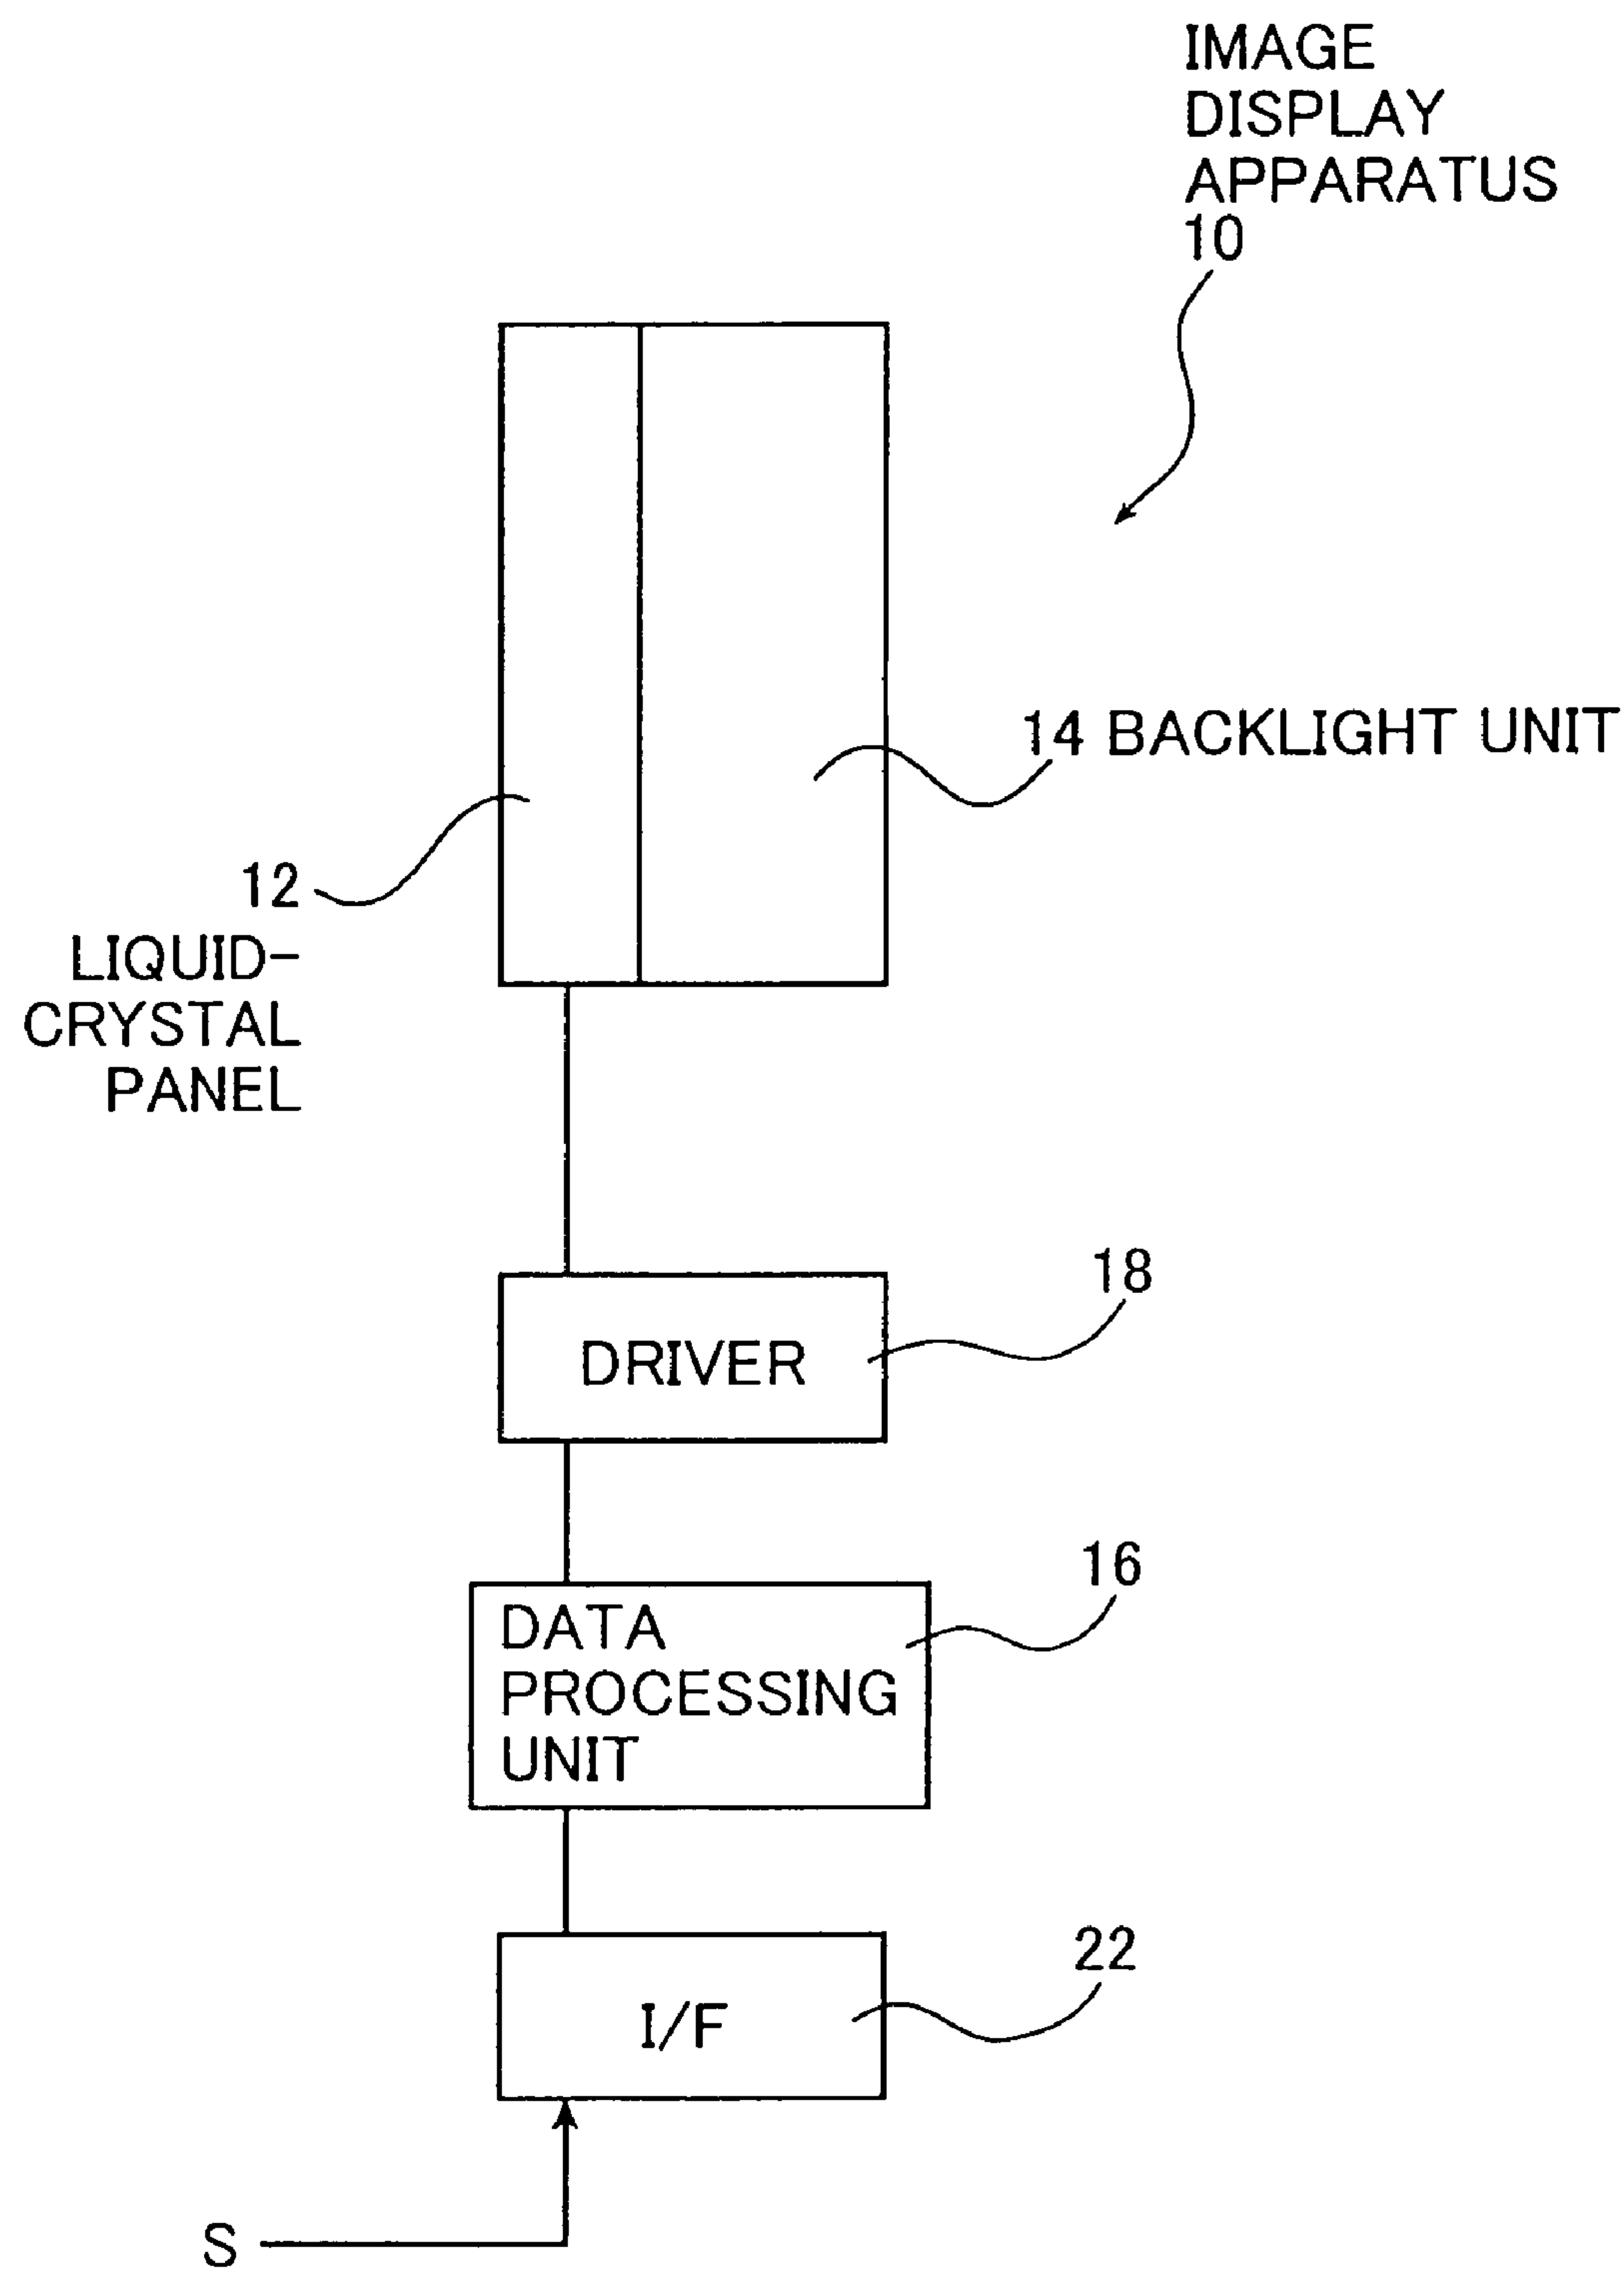 IMAGE
DISPLAY
APPARATUS
10
14 BACKLIGHT UNIT
12
LIQUID-
CRYSTAL
PANEL
18
DRIVER
16
DATA
PROCESSING
UNIT
22
I/F
S